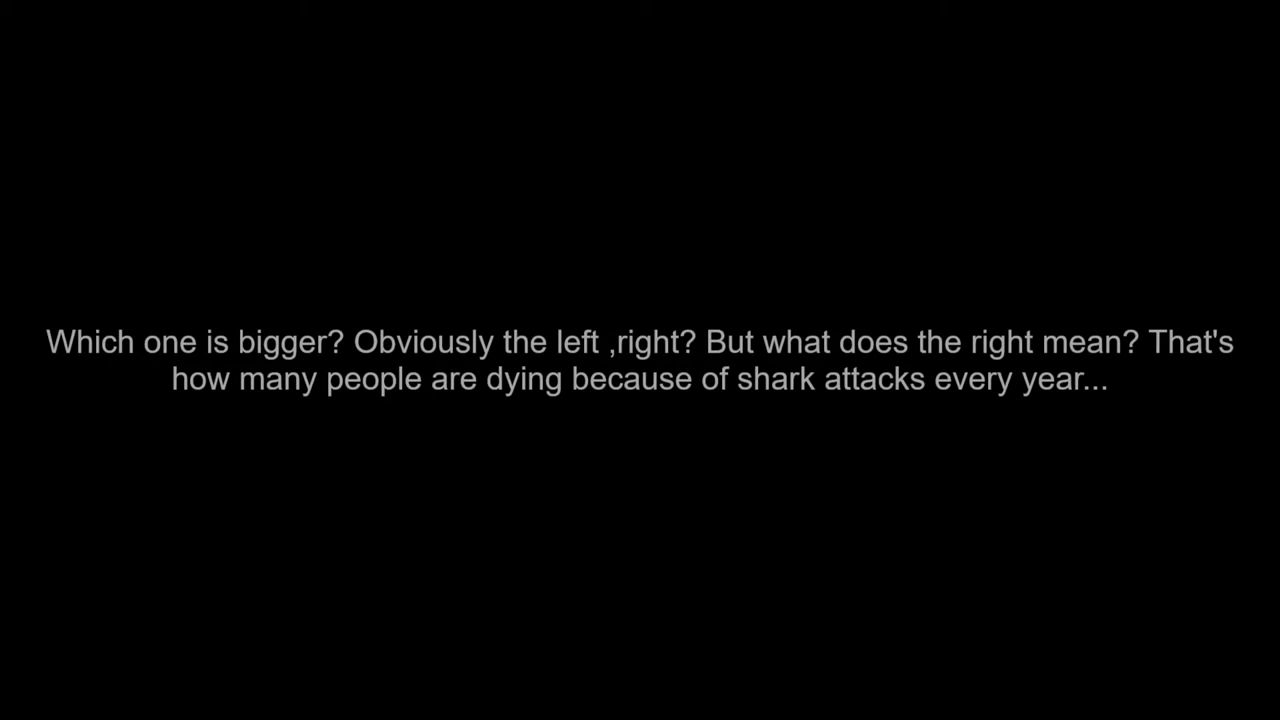 Which one is bigger? Obviously the left ,right? But what does the right mean? That's
how many people are dying because of shark attacks every year...